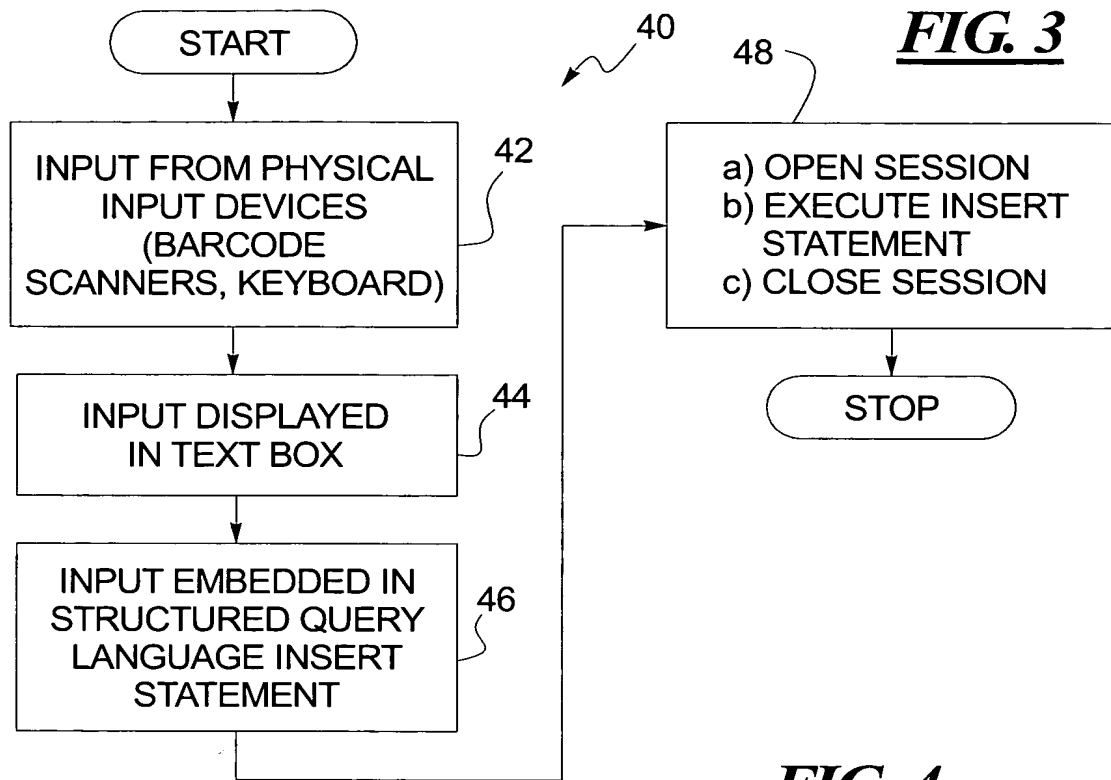 FIG. 3
40
START
INPUT FROM PHYSICAL
INPUT DEVICES
(BARCODE
SCANNERS, KEYBOARD)
42
INPUT DISPLAYED
IN TEXT BOX
44
INPUT EMBEDDED IN
STRUCTURED QUERY
LANGUAGE INSERT
STATEMENT
46
48
a) OPEN SESSION
b) EXECUTE INSERT
STATEMENT
c) CLOSE SESSION
STOP
FIG. 4